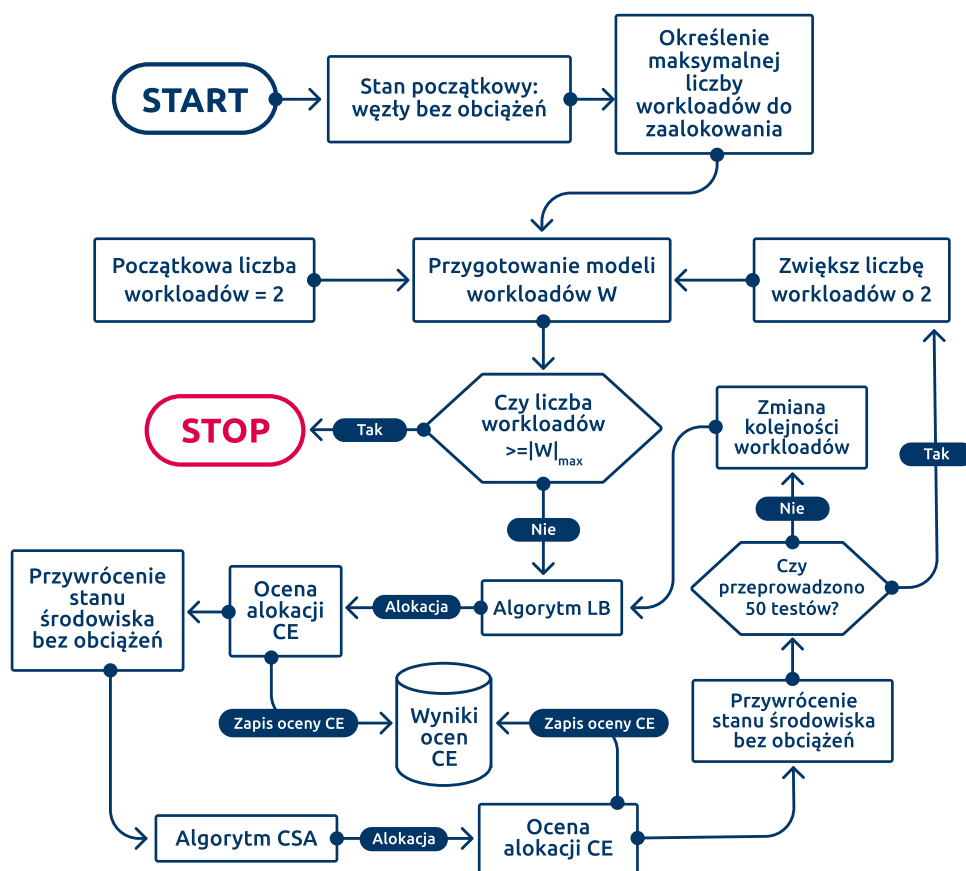 START
Stan początkowy:
węzły bez obciążeń
Określenie
maksymalnej
liczby
workloadów do
zaalokowania
Początkowa liczba
workloadów = 2
Przygotowanie modeli
workloadów W
Zwiększ liczbę
workloadów o 2
STOP
Tak
Czy liczba
workloadów
>=|W|max
Zmiana
kolejności
workloadów
Tak
Nie
Nie
Przywrócenie
stanu
środowiska
bez obciążeń
Ocena
alokacji
CE
Alokacja
Algorytm LB
Czy
przeprowadzono
50 testów?
Zapis oceny CE
Wyniki
ocen
CE
Zapis oceny CE
Przywrócenie
stanu środowiska
bez obciążeń
Algorytm CSA
Alokacja
Ocena
alokacji CE